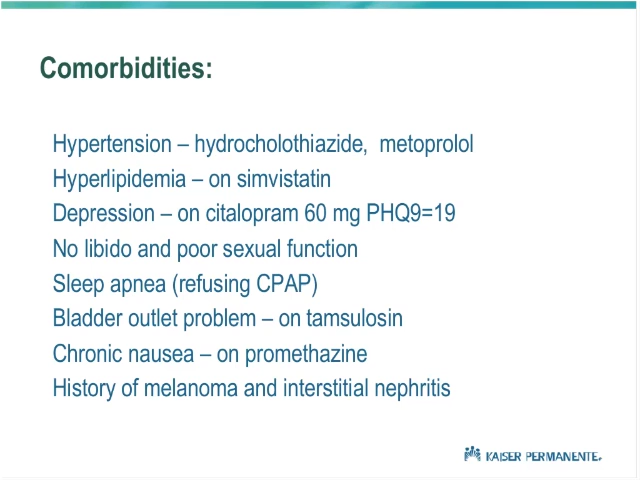 Comorbidities:
Hypertension – hydrocholothiazide, metoprolol
Hyperlipidemia – on simvistatin
Depression – on citalopram 60 mg PHQ9=19
No libido and poor sexual function
Sleep apnea (refusing CPAP)
Bladder outlet problem – on tamsulosin
Chronic nausea – on promethazine
History of melanoma and interstitial nephritis
KAISER PERMANENTE.